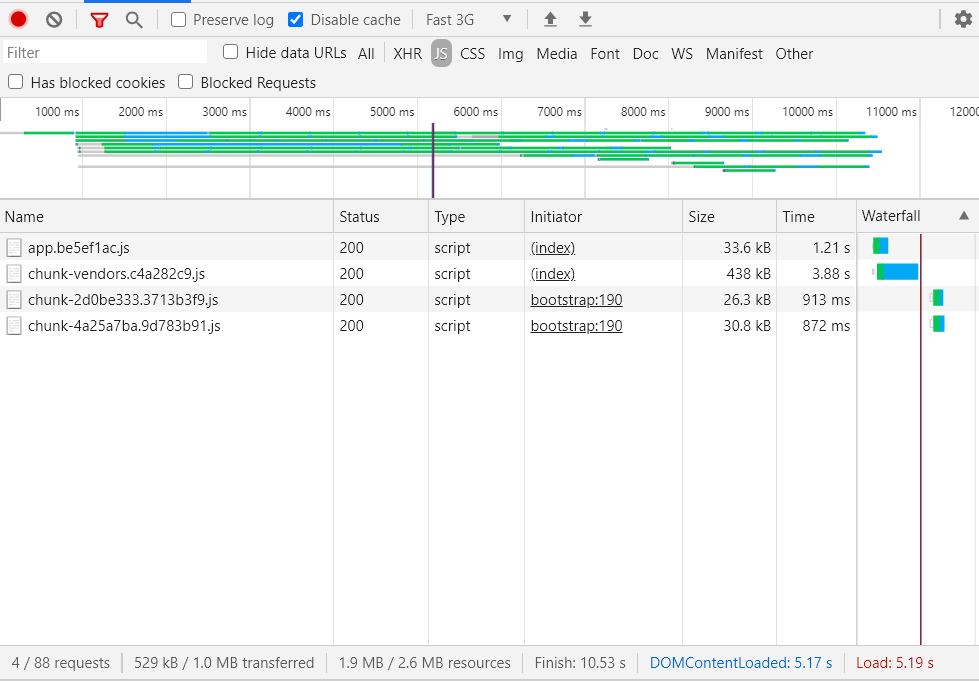 Preserve log Disable cache Fast 3G
Filter Hide data URLs All XHR JS CSS Img Media Font Doc WS Manifest Other
Has blocked cookies Blocked Requests
1000 ms 2000 ms 3000 ms 4000 ms 5000 ms 6000 ms 7000 ms 8000 ms 9000 ms 10000 ms 11000 ms 12000
Name Status Type Initiator Size Time Waterfall
app.be5ef1ac.js 200 script (index) 33.6 kB 1.21 s
chunk-vendors.c4a282c9.js 200 script (index) 438 kB 3.88 s
chunk-2d0be333.3713b3f9.js 200 script bootstrap:190 26.3 kB 913 ms
chunk-4a25a7ba.9d783b91.js 200 script bootstrap:190 30.8 kB 872 ms
4 / 88 requests 529 kB / 1.0 MB transferred 1.9 MB / 2.6 MB resources Finish: 10.53 s DOMContentLoaded: 5.17 s Load: 5.19 s